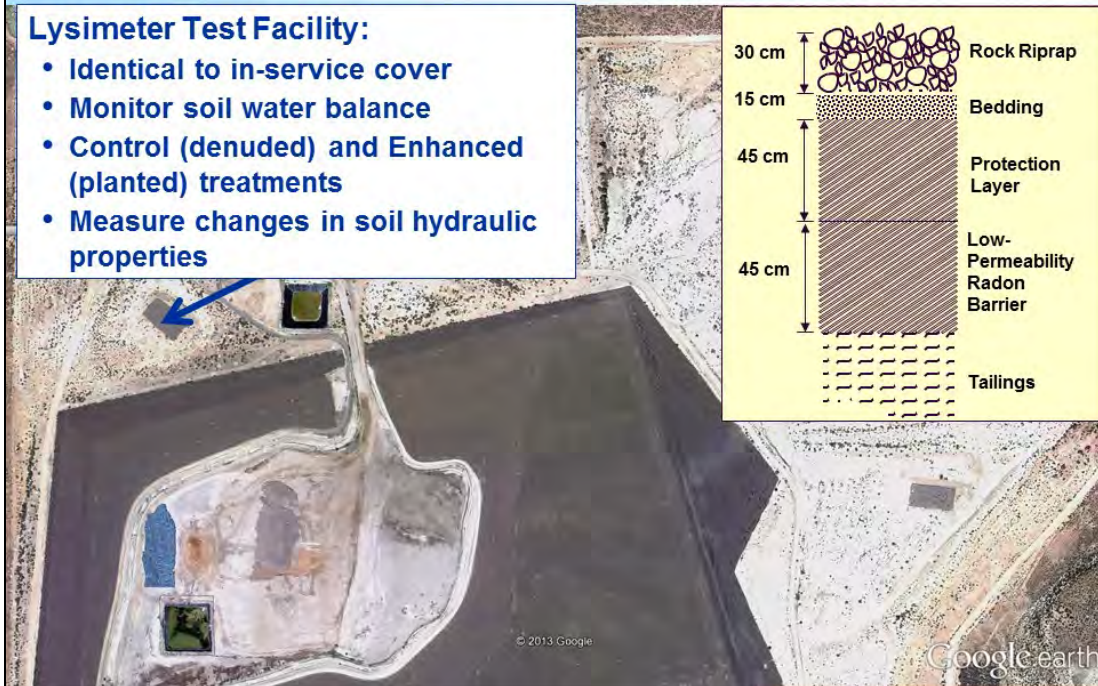 Lysimeter Test Facility:
• Identical to in-service cover
• Monitor soil water balance
• Control (denuded) and Enhanced
(planted) treatments
• Measure changes in soil hydraulic
properties
30 cm
Rock Riprap
15 cm
Bedding
45 cm
Protection
Layer
45 cm
Low-
Permeability
Radon
Barrier
Tailings
© 2013 Google
Google earth